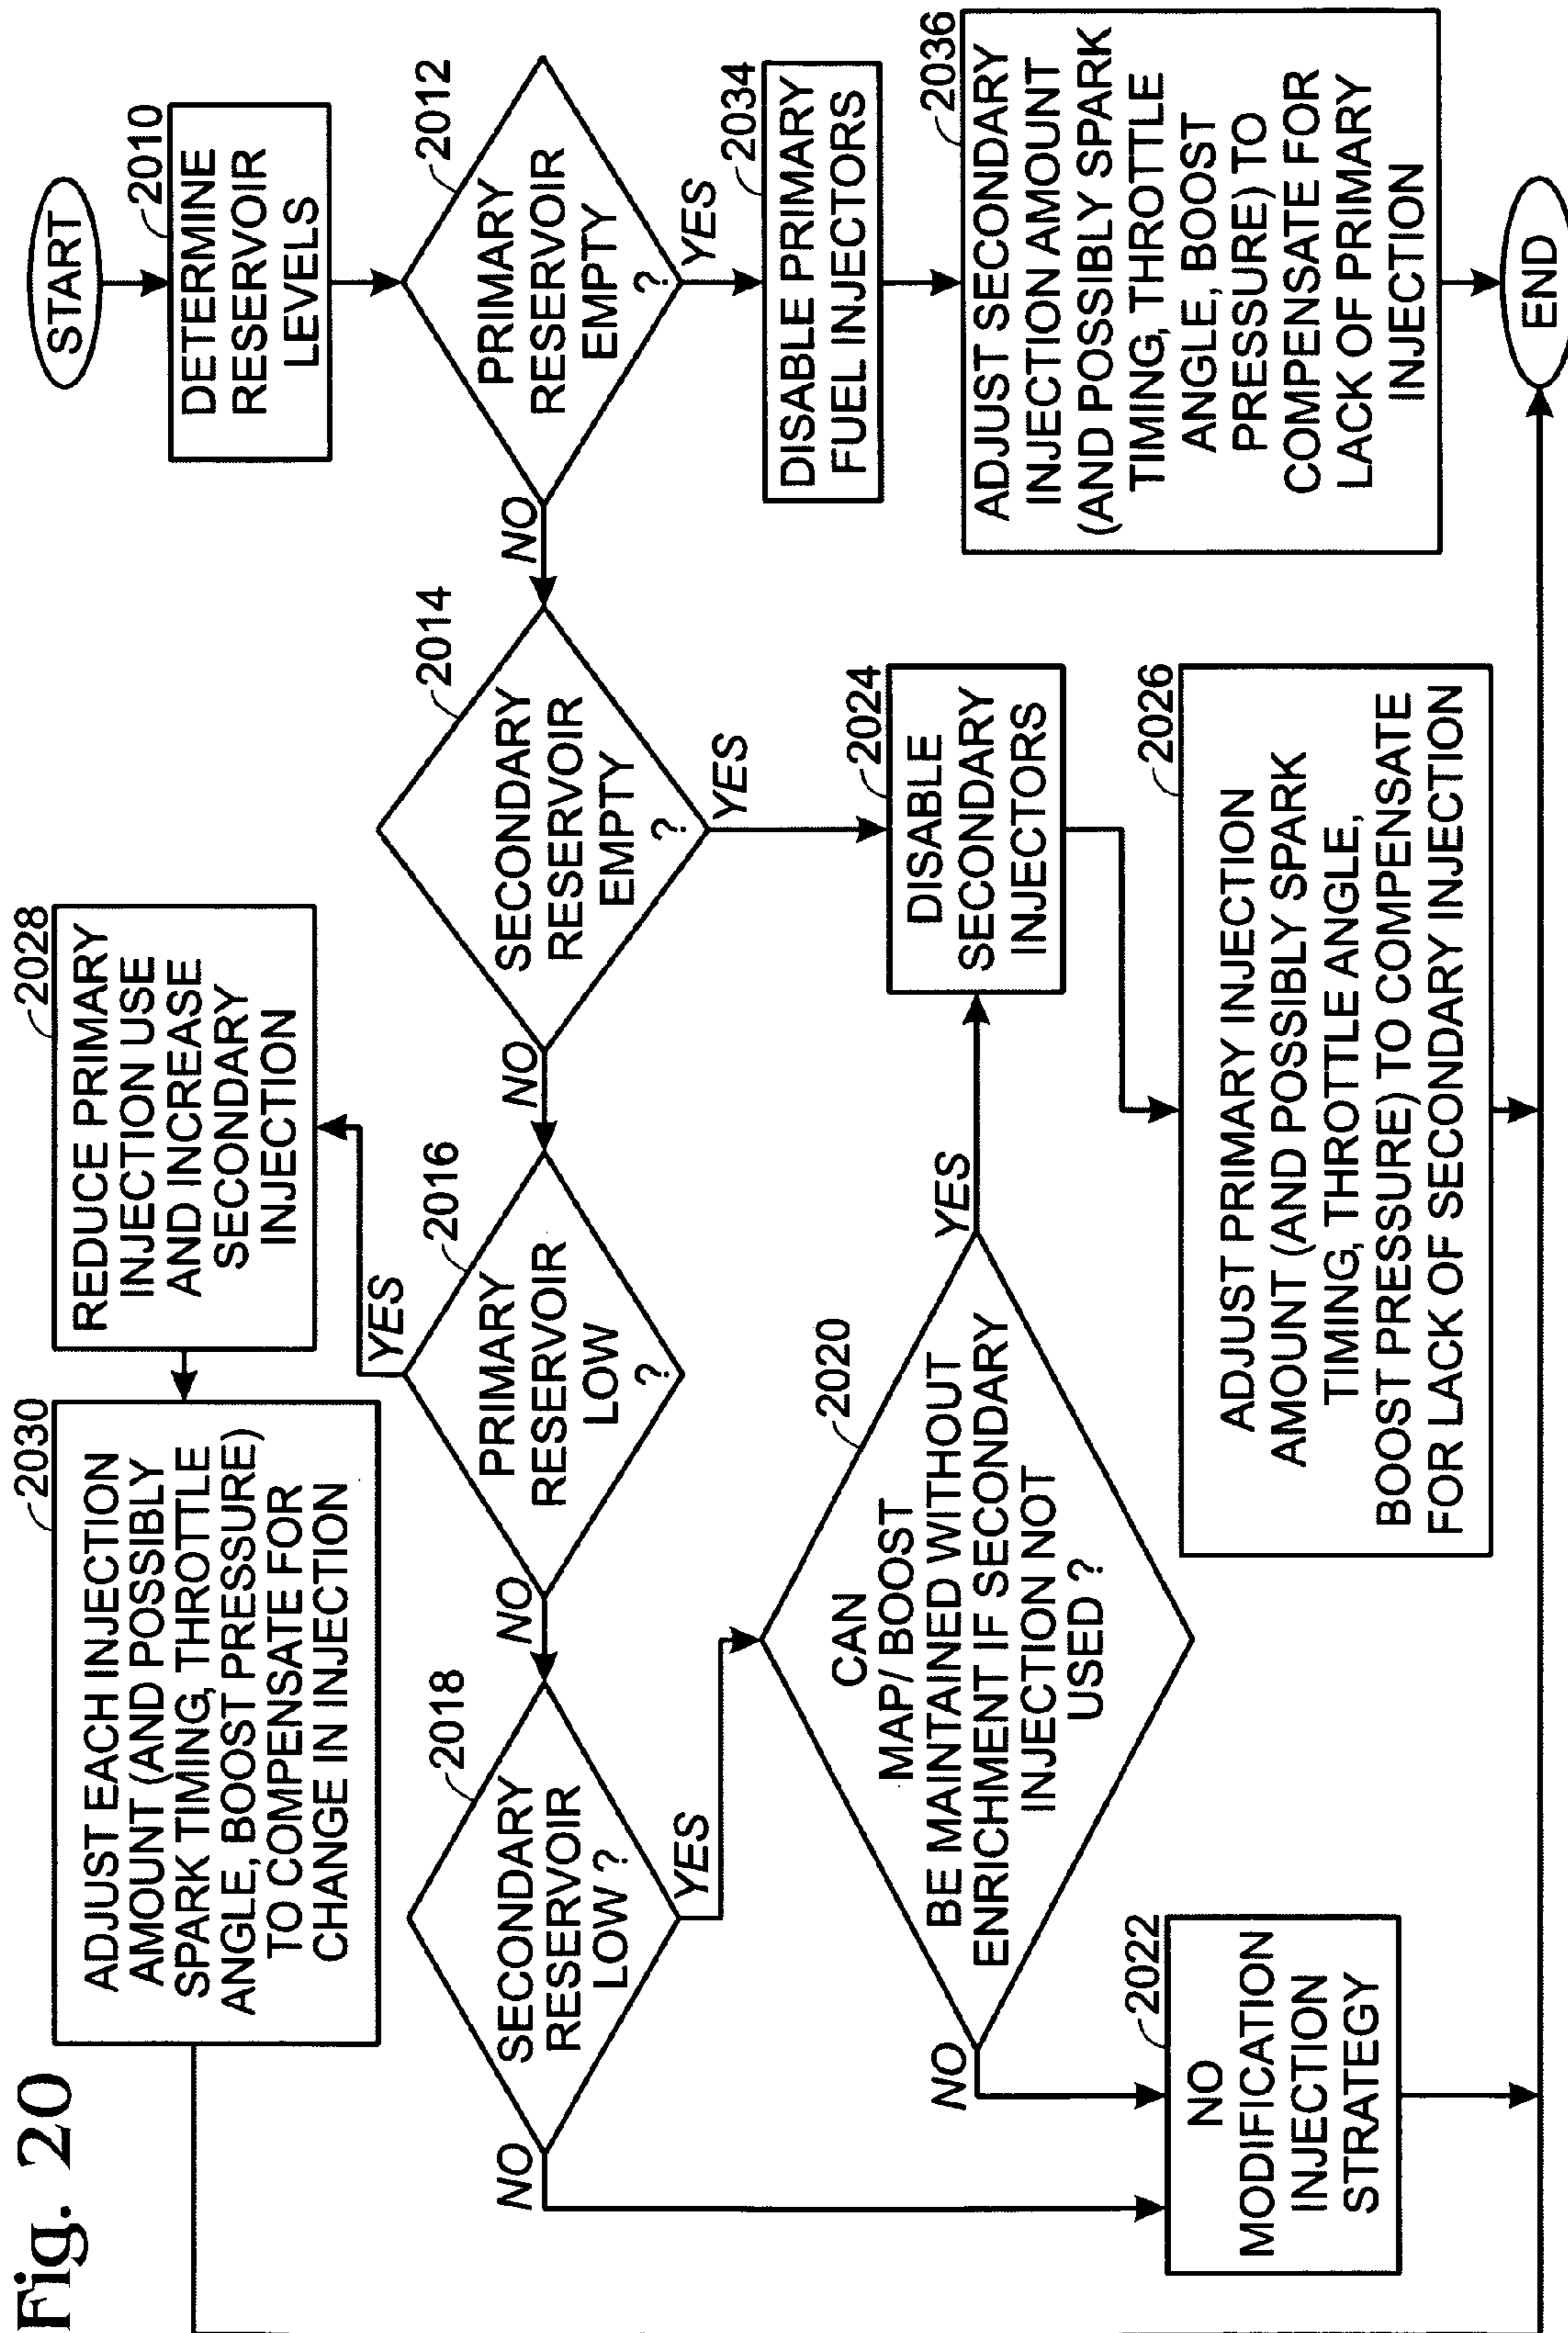 Fig. 20
START
2010
DETERMINE
RESERVOIR
LEVELS
2012
PRIMARY
RESERVOIR
EMPTY
?
YES
NO
2034
DISABLE PRIMARY
FUEL INJECTORS
2036
ADJUST SECONDARY
INJECTION AMOUNT
(AND POSSIBLY SPARK
TIMING, THROTTLE
ANGLE, BOOST
PRESSURE) TO
COMPENSATE FOR
LACK OF PRIMARY
INJECTION
END
2014
SECONDARY
RESERVOIR
EMPTY
?
YES
NO
2024
DISABLE
SECONDARY
INJECTORS
2026
ADJUST PRIMARY INJECTION
AMOUNT (AND POSSIBLY SPARK
TIMING, THROTTLE ANGLE,
BOOST PRESSURE) TO COMPENSATE
FOR LACK OF SECONDARY INJECTION
2016
PRIMARY
RESERVOIR
LOW
?
YES
NO
2028
REDUCE PRIMARY
INJECTION USE
AND INCREASE
SECONDARY
INJECTION
2030
ADJUST EACH INJECTION
AMOUNT (AND POSSIBLY
SPARK TIMING, THROTTLE
ANGLE, BOOST PRESSURE)
TO COMPENSATE FOR
CHANGE IN INJECTION
2018
SECONDARY
RESERVOIR
LOW ?
YES
NO
2020
CAN
MAP/ BOOST
BE MAINTAINED WITHOUT
ENRICHMENT IF SECONDARY
INJECTION NOT
USED ?
YES
NO
2022
NO
MODIFICATION
INJECTION
STRATEGY